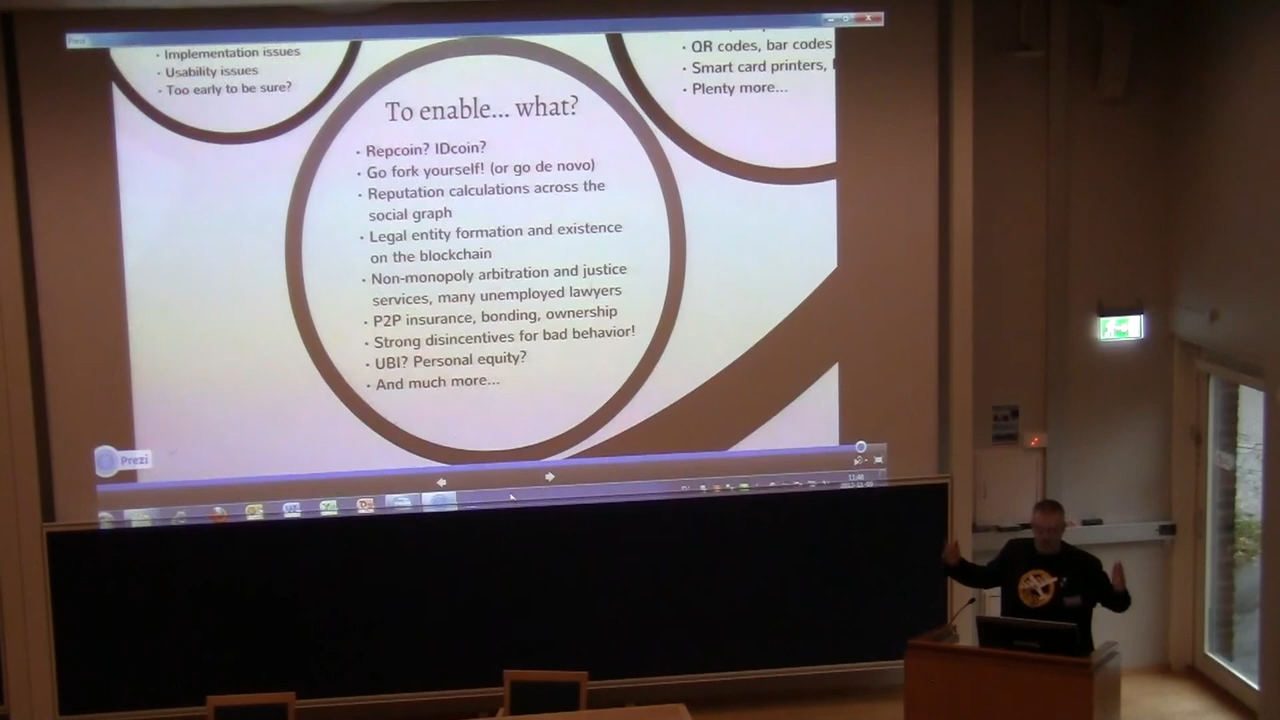 Prezi
· Implementation issues
· Usability issues
· Too early to be sure?
· QR codes, bar codes
· Smart card printers,
· Plenty more...
To enable... what?
· Repcoin? IDcoin?
· Go fork yourself! (or go de novo)
· Reputation calculations across the
social graph
· Legal entity formation and existence
on the blockchain
· Non-monopoly arbitration and justice
services, many unemployed lawyers
· P2P insurance, bonding, ownership
· Strong disincentives for bad behavior!
· UBI? Personal equity?
· And much more...
Prezi